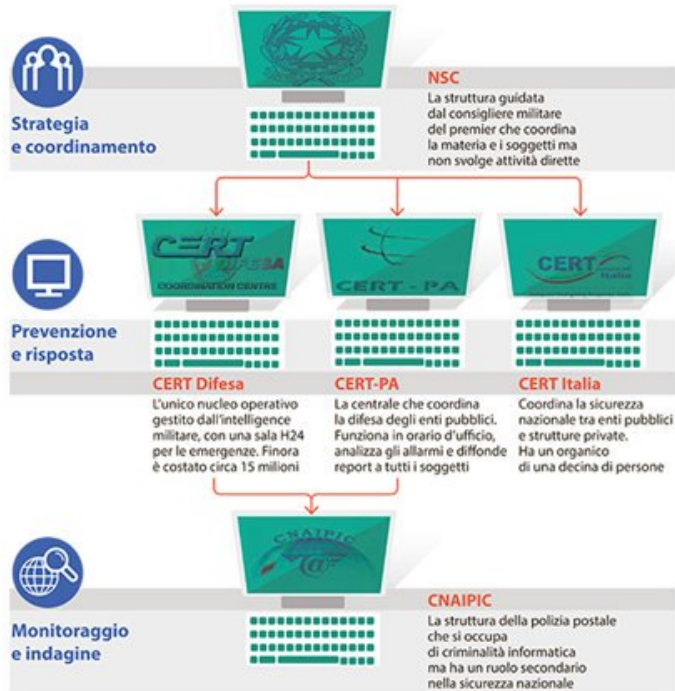 NSC
La struttura guidata
dal consigliere militare
del premier che coordina
la materia e i soggetti ma
non svolge attività dirette
Strategia
e coordinamento
CERT
DIFESA
COORDINATION CENTRE
CERT - PA
CERT
Italia
Prevenzione
e risposta
CERT Difesa
L'unico nucleo operativo
gestito dall'intelligence
militare, con una sala H24
per le emergenze. Finora
è costato circa 15 milioni
CERT-PA
La centrale che coordina
la difesa degli enti pubblici.
Funziona in orario d'ufficio,
analizza gli allarmi e diffonde
report a tutti i soggetti
CERT Italia
Coordina la sicurezza
nazionale tra enti pubblici
e strutture private.
Ha un organico
di una decina di persone
CNAIPIC
@
Monitoraggio
e indagine
CNAIPIC
La struttura della polizia postale
che si occupa
di criminalità informatica
ma ha un ruolo secondario
nella sicurezza nazionale